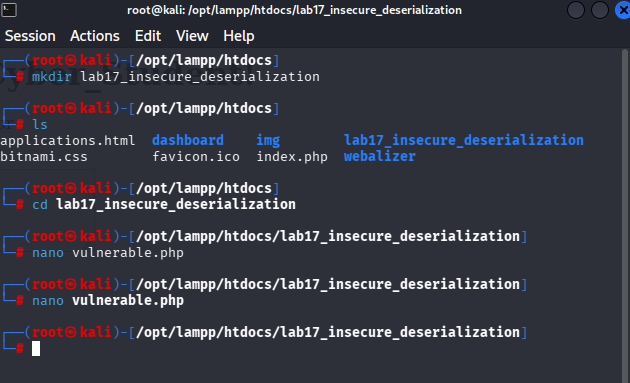 root@kali: /opt/lampp/htdocs/lab17_insecure_deserialization
Session Actions Edit View Help
┌──(root㉿kali)-[/opt/lampp/htdocs]
└─# mkdir lab17_insecure_deserialization
┌──(root㉿kali)-[/opt/lampp/htdocs]
└─# ls
applications.html dashboard img lab17_insecure_deserialization
bitnami.css favicon.ico index.php webalizer
┌──(root㉿kali)-[/opt/lampp/htdocs]
└─# cd lab17_insecure_deserialization
┌──(root㉿kali)-[/opt/lampp/htdocs/lab17_insecure_deserialization]
└─# nano vulnerable.php
┌──(root㉿kali)-[/opt/lampp/htdocs/lab17_insecure_deserialization]
└─# nano vulnerable.php
┌──(root㉿kali)-[/opt/lampp/htdocs/lab17_insecure_deserialization]
└─#